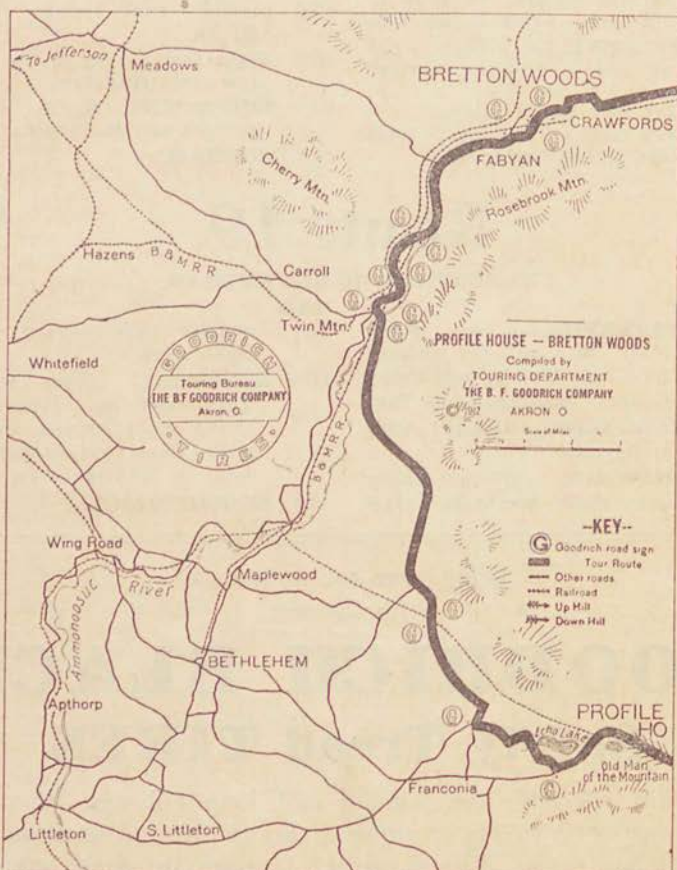 To Jefferson
Meadows
BRETTON WOODS
G
G
CRAWFORDS
G
FABYAN
Cherry Mtn.
Rosebrook Mtn.
G
Hazens
B & M R R
Carroll
G
G
G
G
G
Twin Mtn.
GOODRICH
Touring Bureau
THE B.F. GOODRICH COMPANY
Akron, O.
TIRES
Whitefield
PROFILE HOUSE — BRETTON WOODS
Compiled by
TOURING DEPARTMENT
THE B. F. GOODRICH COMPANY
AKRON O
Scale of Miles
B & M R R
--KEY--
G Goodrich road sign
Tour Route
Other roads
Railroad
Up Hill
Down Hill
Wing Road
Maplewood
Ammonoosuc
River
G
G
BETHLEHEM
Apthorp
G
PROFILE
HO
Echo Lake
Old Man
of the Mountain
Franconia
G
Littleton
S. Littleton